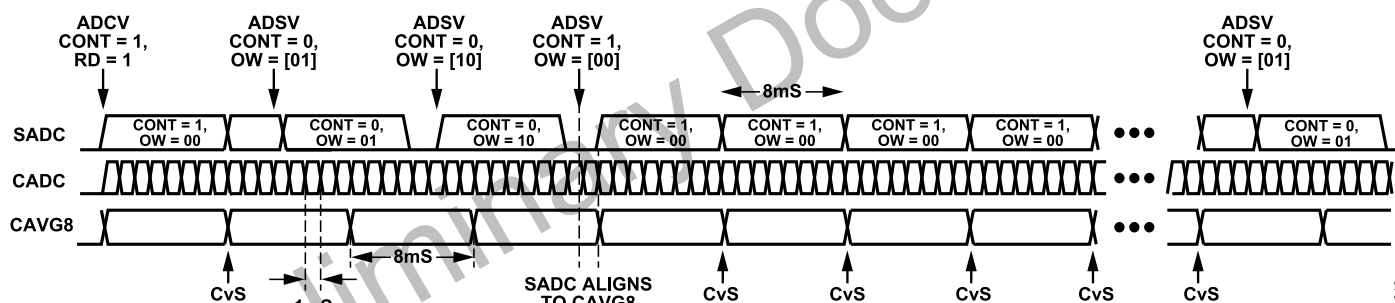 ADCV
CONT = 1,
RD = 1
ADSV
CONT = 0,
OW = [01]
ADSV
CONT = 0,
OW = [10]
ADSV
CONT = 1,
OW = [00]
ADSV
CONT = 0,
OW = [01]
8mS
SADC
CONT = 1,
OW = 00
CONT = 0,
OW = 01
CONT = 0,
OW = 10
CONT = 1,
OW = 00
CONT = 1,
OW = 00
CONT = 1,
OW = 00
CONT = 1,
OW = 00
CONT = 0,
OW = 01
CADC
CAVG8
8mS
CvS
SADC ALIGNS
TO CAVG8
CvS
CvS
CvS
CvS
CvS
liminary Doc